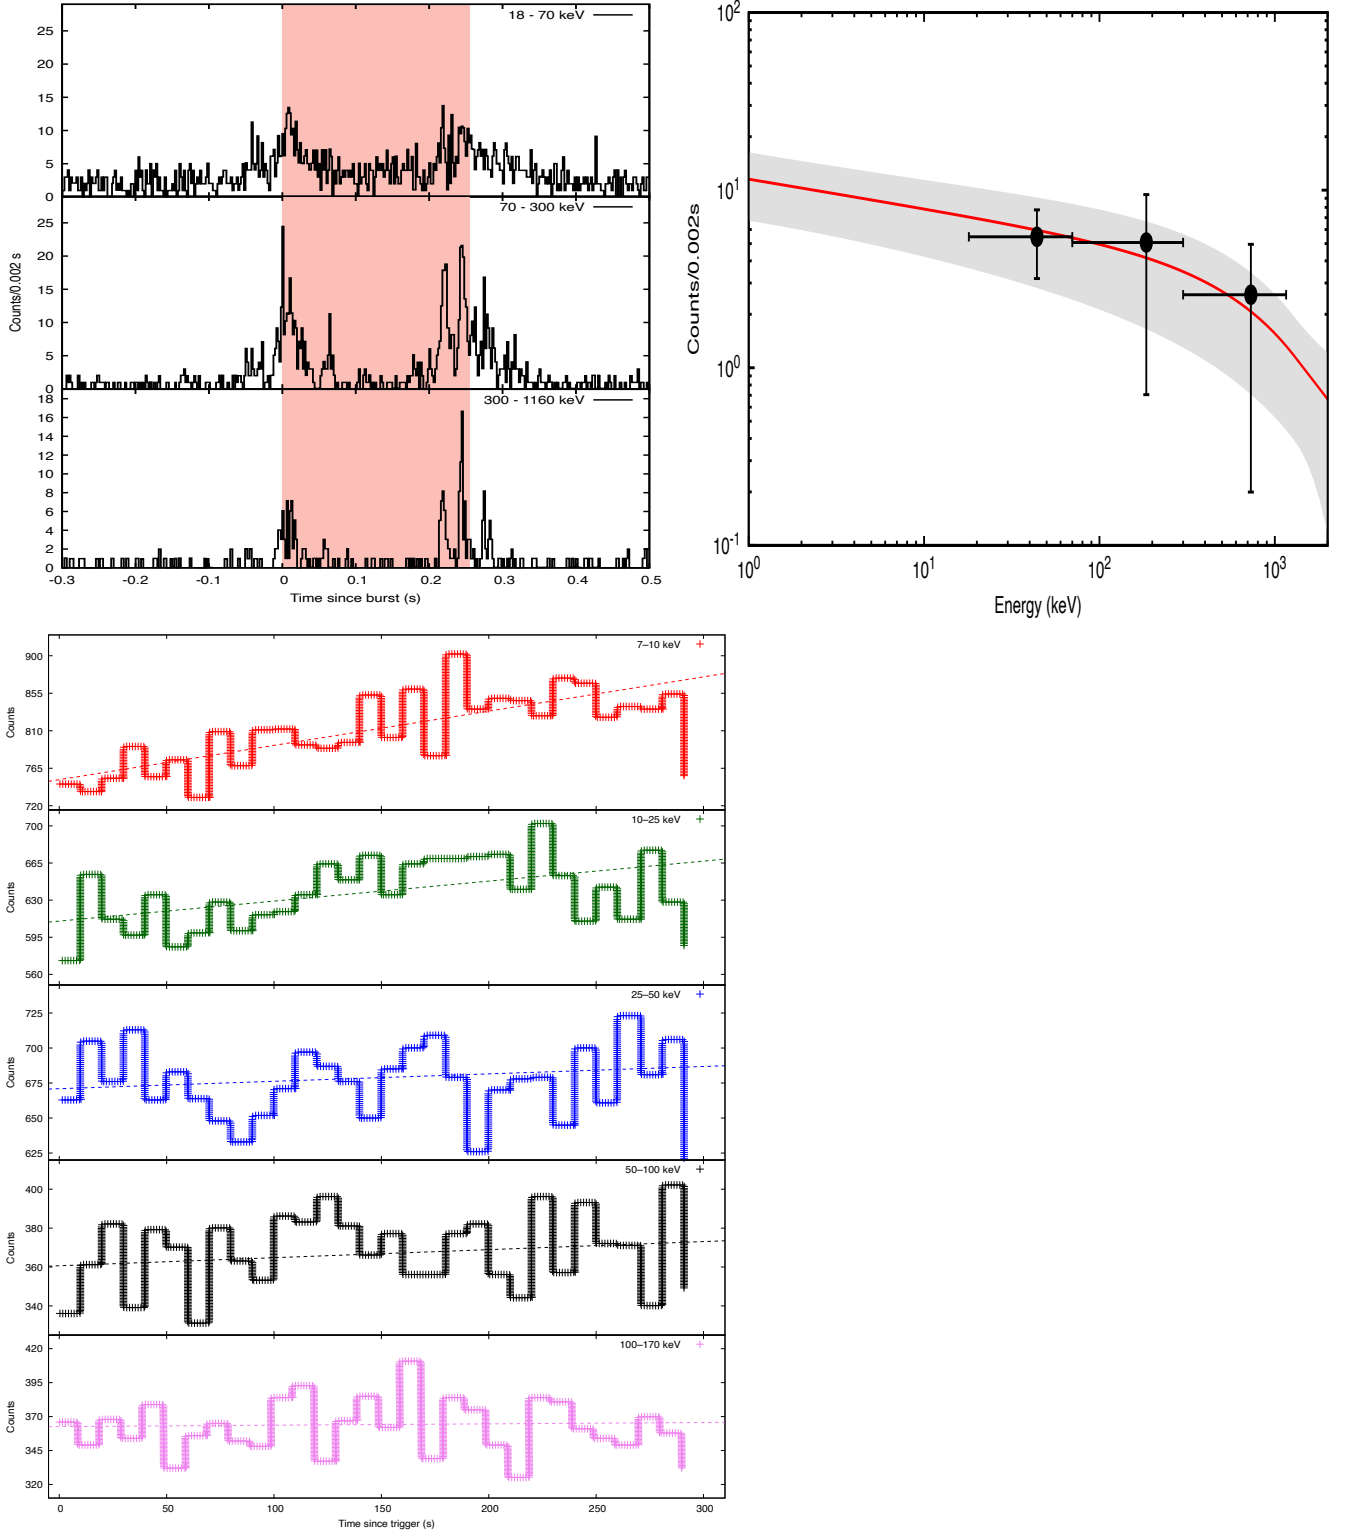 18 - 70 keV
25
20
15
10
5
0
70 - 300 keV
25
20
15
10
5
0
Counts/0.002 s
300 - 1160 keV
18
16
14
12
10
8
6
4
2
0
-0.3 -0.2 -0.1 0 0.1 0.2 0.3 0.4 0.5
Time since burst (s)
10^2
10^1
10^0
10^-1
Counts/0.002s
10^0 10^1 10^2 10^3
Energy (keV)
7–10 keV
900
855
810
765
720
Counts
10–25 keV
700
665
630
595
560
Counts
25–50 keV
725
700
675
650
625
Counts
50–100 keV
400
380
360
340
Counts
100–170 keV
420
395
370
345
320
Counts
0 50 100 150 200 250 300
Time since trigger (s)